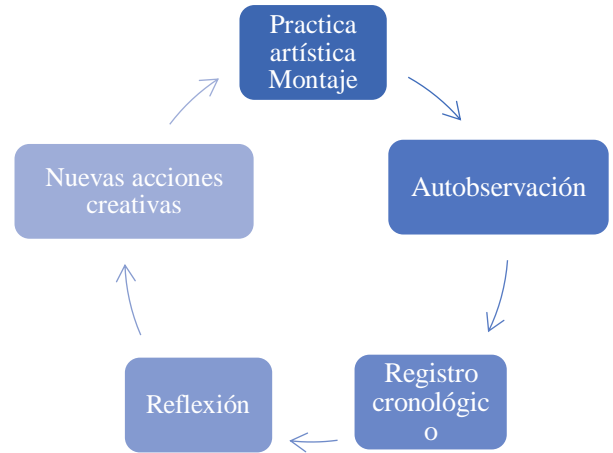 Practica
artística
Montaje
Autobservación
Registro
cronológic
o
Reflexión
Nuevas acciones
creativas